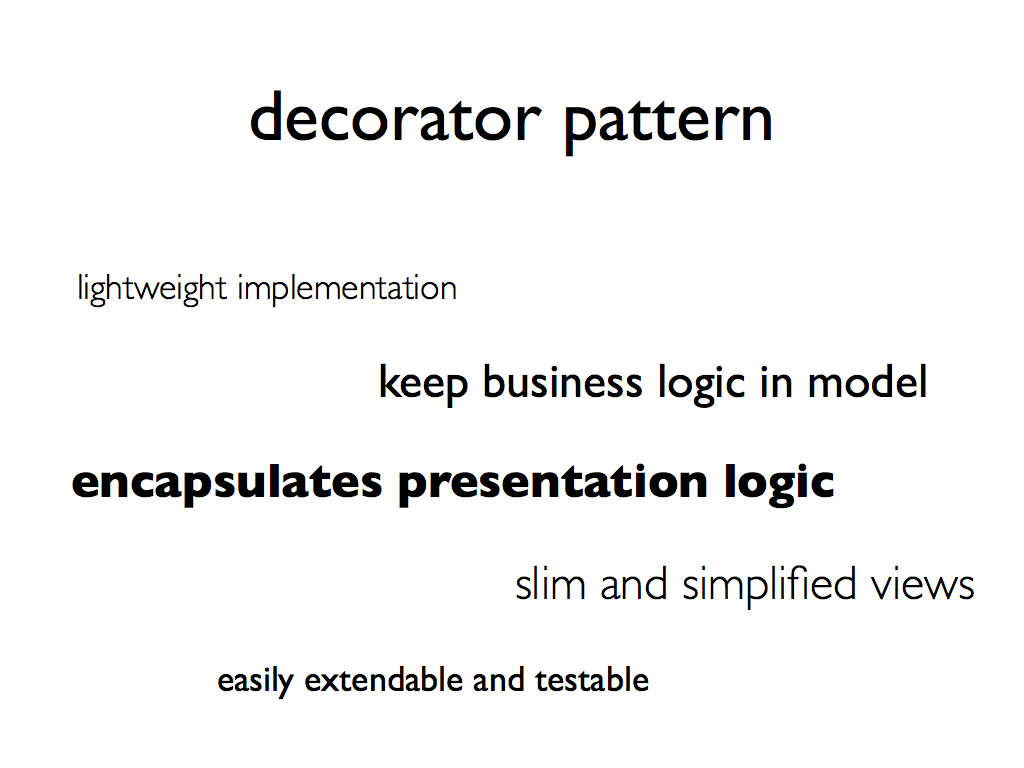 decorator pattern
lightweight implementation
keep business logic in model
encapsulates presentation logic
slim and simplified views
easily extendable and testable